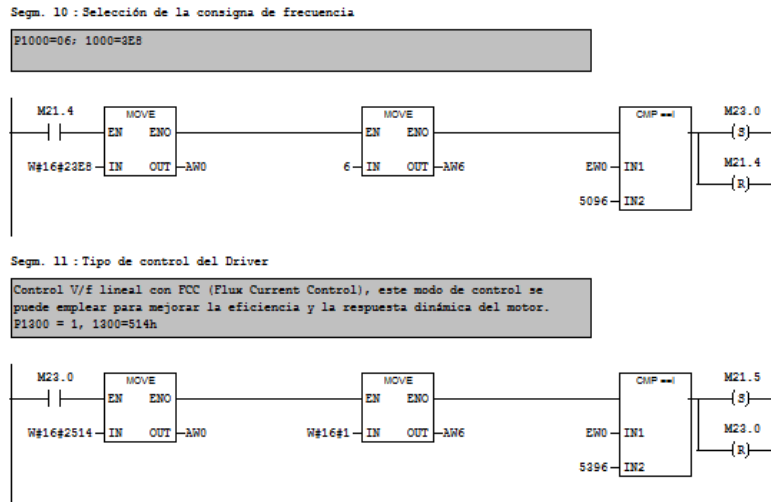 Segm. 10 : Selección de la consigna de frecuencia
P1000=06; 1000=3E8
M21.4 MOVE MOVE CMP ==I M23.0
EN ENO EN ENO (S)
W#16#23E8 IN OUT AW0 6 IN OUT AW6 EW0 IN1 M21.4
(R)
5096 IN2
Segm. 11 : Tipo de control del Driver
Control V/f lineal con FCC (Flux Current Control), este modo de control se
puede emplear para mejorar la eficiencia y la respuesta dinámica del motor.
P1300 = 1, 1300=514h
M23.0 MOVE MOVE CMP ==I M21.5
EN ENO EN ENO (S)
W#16#2514 IN OUT AW0 W#16#1 IN OUT AW6 EW0 IN1 M23.0
(R)
5396 IN2